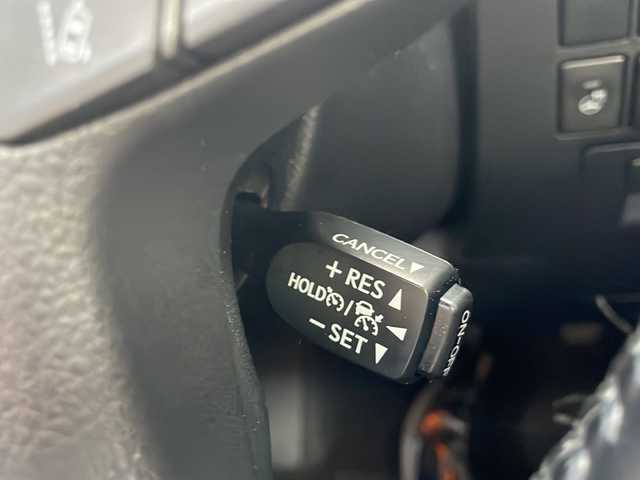 CANCEL▼
+ RES ▲
HOLD /
− SET ▼
ON-OFF